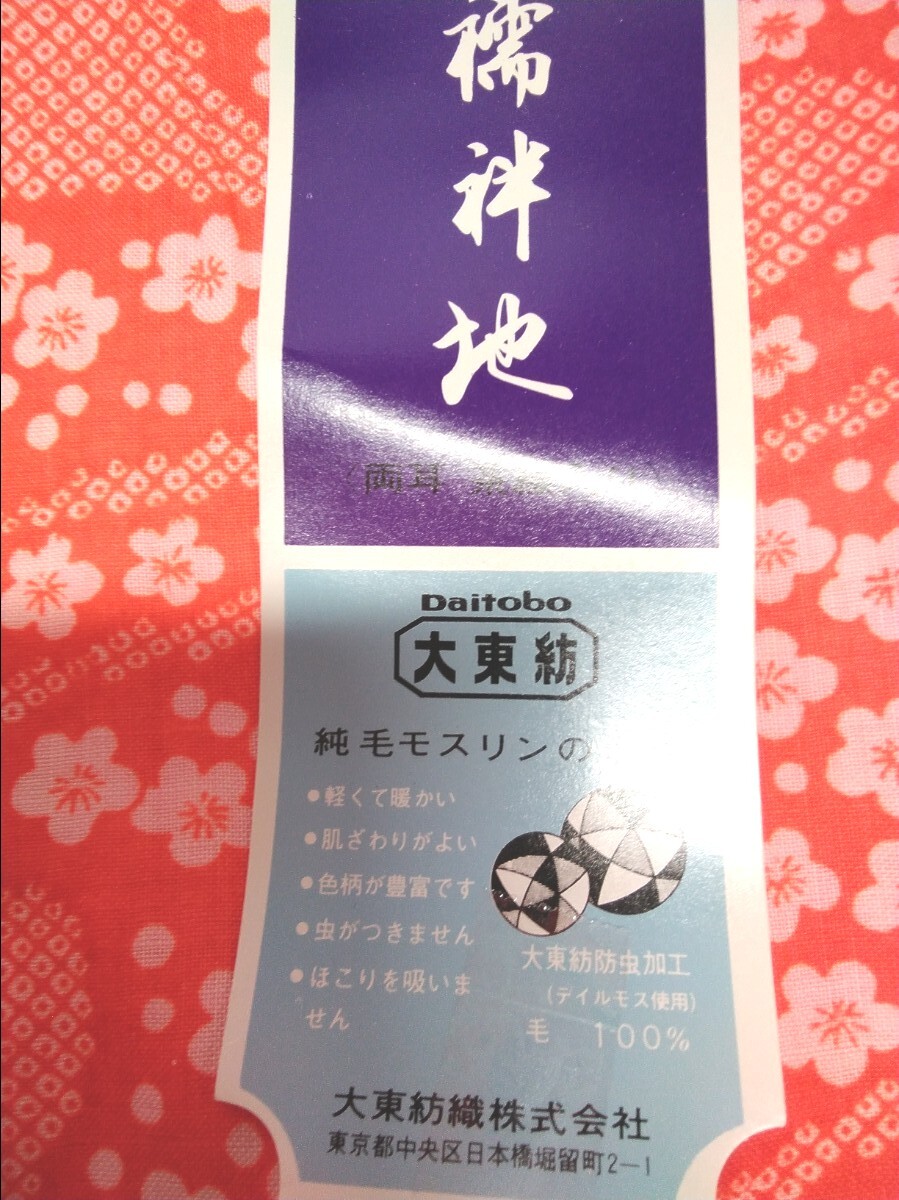 襦袢地
両耳
Daitobo
大東紡
純毛モスリンの
●軽くて暖かい
●肌ざわりがよい
●色柄が豊富です
●虫がつきません
●ほこりを吸いま
せん
大東紡防虫加工
(テイルモス使用)
毛 100%
大東紡織株式会社
東京都中央区日本橋堀留町2-1